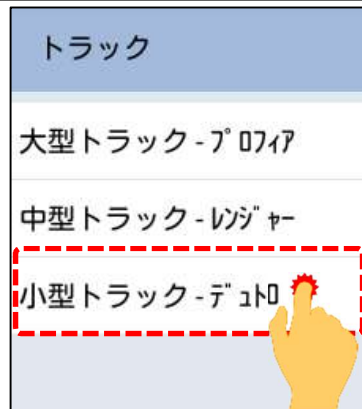 トラック
大型トラック-ﾌﾟﾛﾌｨｱ
中型トラック-ﾚﾝｼﾞｬｰ
小型トラック-ﾃﾞｭﾄﾛ